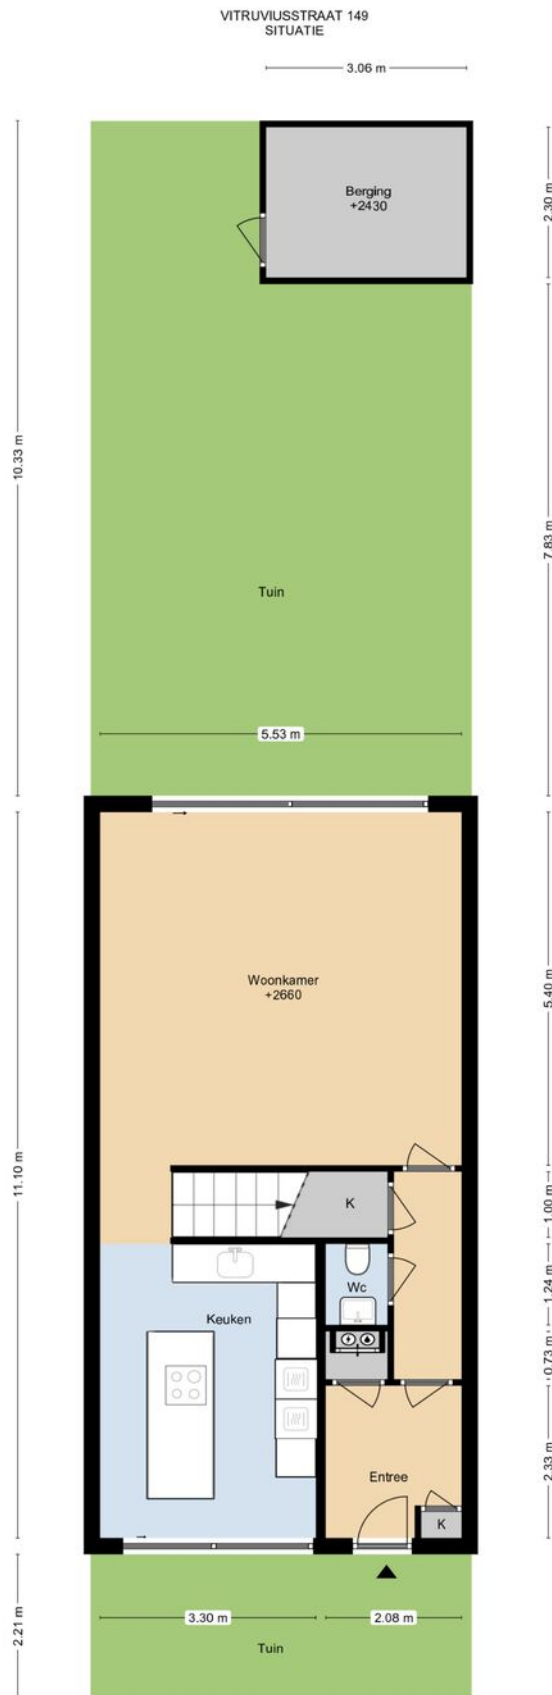 VITRUVIUSSTRAAT 149
SITUATIE
3.06 m
Berging
+2430
2.30 m
10.33 m
7.83 m
Tuin
5.53 m
Woonkamer
+2660
5.40 m
11.10 m
K
1.00 m
Wc
1.24 m
Keuken
0.73 m
Entree
2.33 m
K
3.30 m
2.08 m
2.21 m
Tuin